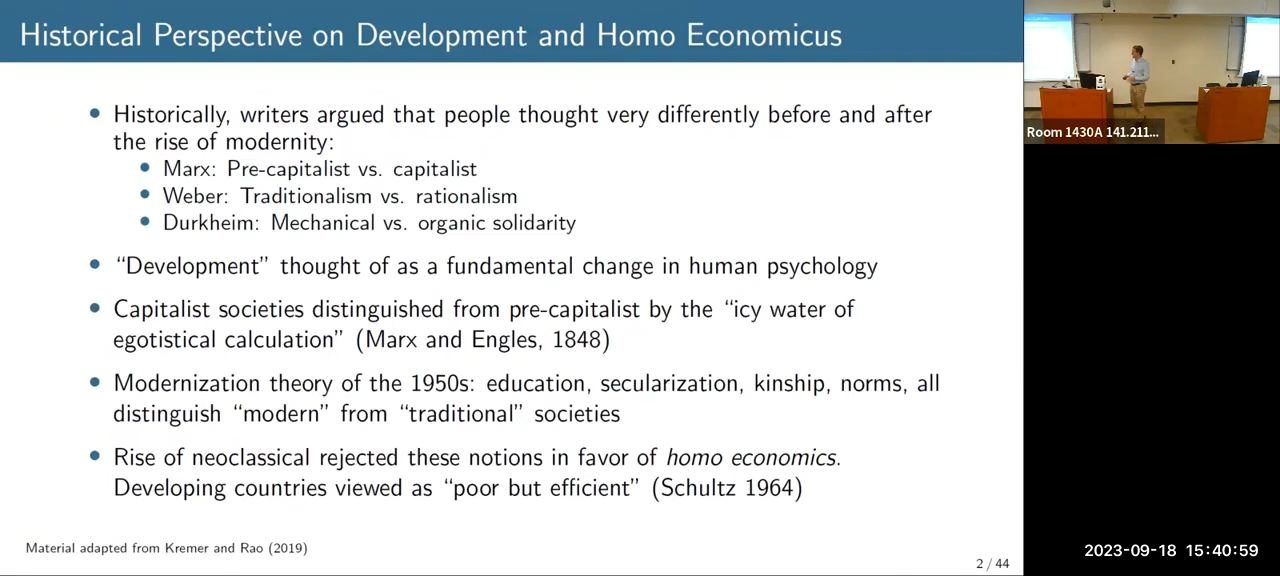 Historical Perspective on Development and Homo Economicus
• Historically, writers argued that people thought very differently before and after
the rise of modernity:
• Marx: Pre-capitalist vs. capitalist
• Weber: Traditionalism vs. rationalism
• Durkheim: Mechanical vs. organic solidarity
• “Development” thought of as a fundamental change in human psychology
• Capitalist societies distinguished from pre-capitalist by the “icy water of
egotistical calculation” (Marx and Engles, 1848)
• Modernization theory of the 1950s: education, secularization, kinship, norms, all
distinguish “modern” from “traditional” societies
• Rise of neoclassical rejected these notions in favor of homo economics.
Developing countries viewed as “poor but efficient” (Schultz 1964)
Material adapted from Kremer and Rao (2019)
2 / 44
Room 1430A 141.211...
2023-09-18 15:40:59